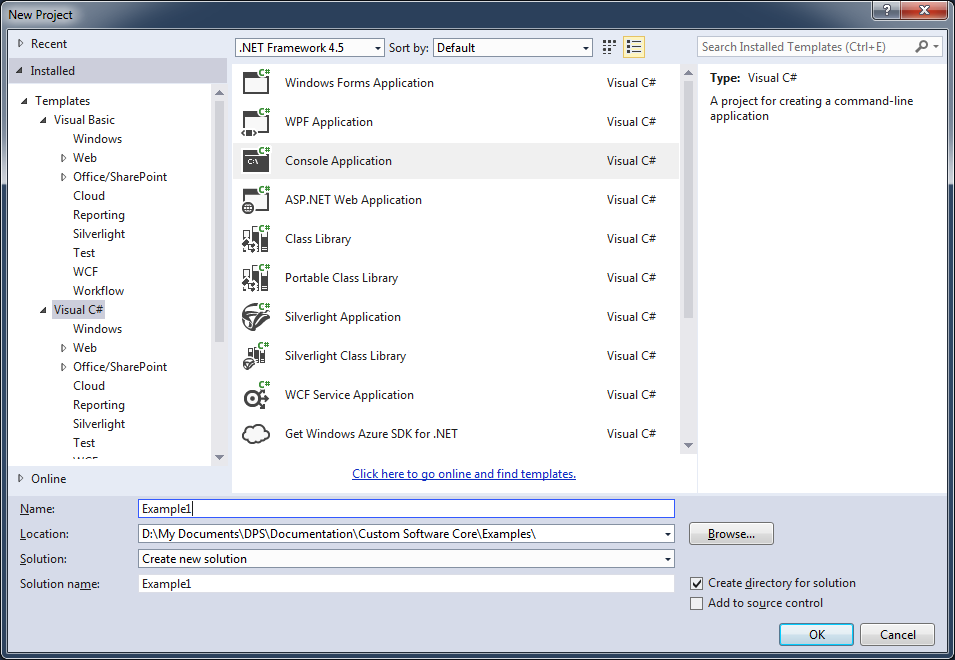 New Project
?
Recent
Installed
Templates
Visual Basic
Windows
Web
Office/SharePoint
Cloud
Reporting
Silverlight
Test
WCF
Workflow
Visual C#
Windows
Web
Office/SharePoint
Cloud
Reporting
Silverlight
Test
WCF
Online
.NET Framework 4.5 Sort by: Default
C# Windows Forms Application Visual C#
C# WPF Application Visual C#
C# C:\ Console Application Visual C#
C# ASP.NET Web Application Visual C#
C# Class Library Visual C#
C# Portable Class Library Visual C#
C# Silverlight Application Visual C#
C# Silverlight Class Library Visual C#
C# WCF Service Application Visual C#
Get Windows Azure SDK for .NET Visual C#
Click here to go online and find templates.
Search Installed Templates (Ctrl+E)
Type: Visual C#
A project for creating a command-line
application
Name: Example1
Location: D:\My Documents\DPS\Documentation\Custom Software Core\Examples\ Browse...
Solution: Create new solution
Solution name: Example1
Create directory for solution
Add to source control
OK Cancel